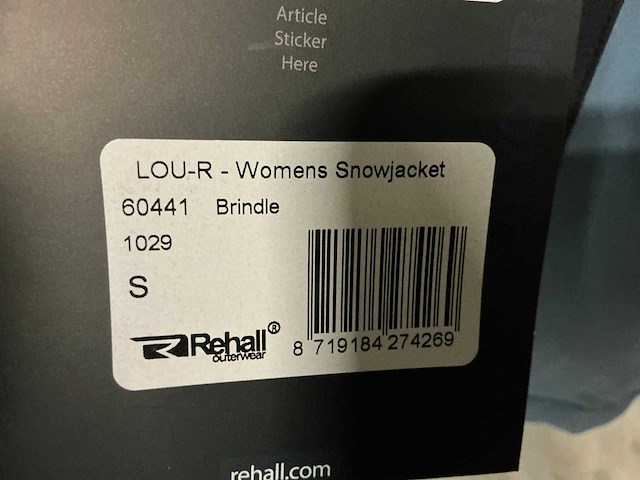 Article
Sticker
Here
LOU-R - Womens Snowjacket
60441 Brindle
1029
S
Rehall®
outerwear
8 719184 274269
rehall.com